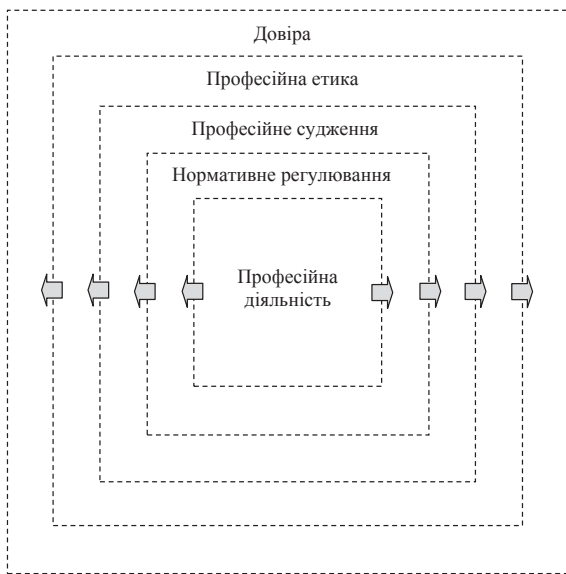 Довіра
Професійна етика
Професійне судження
Нормативне регулювання
Професійна
діяльність